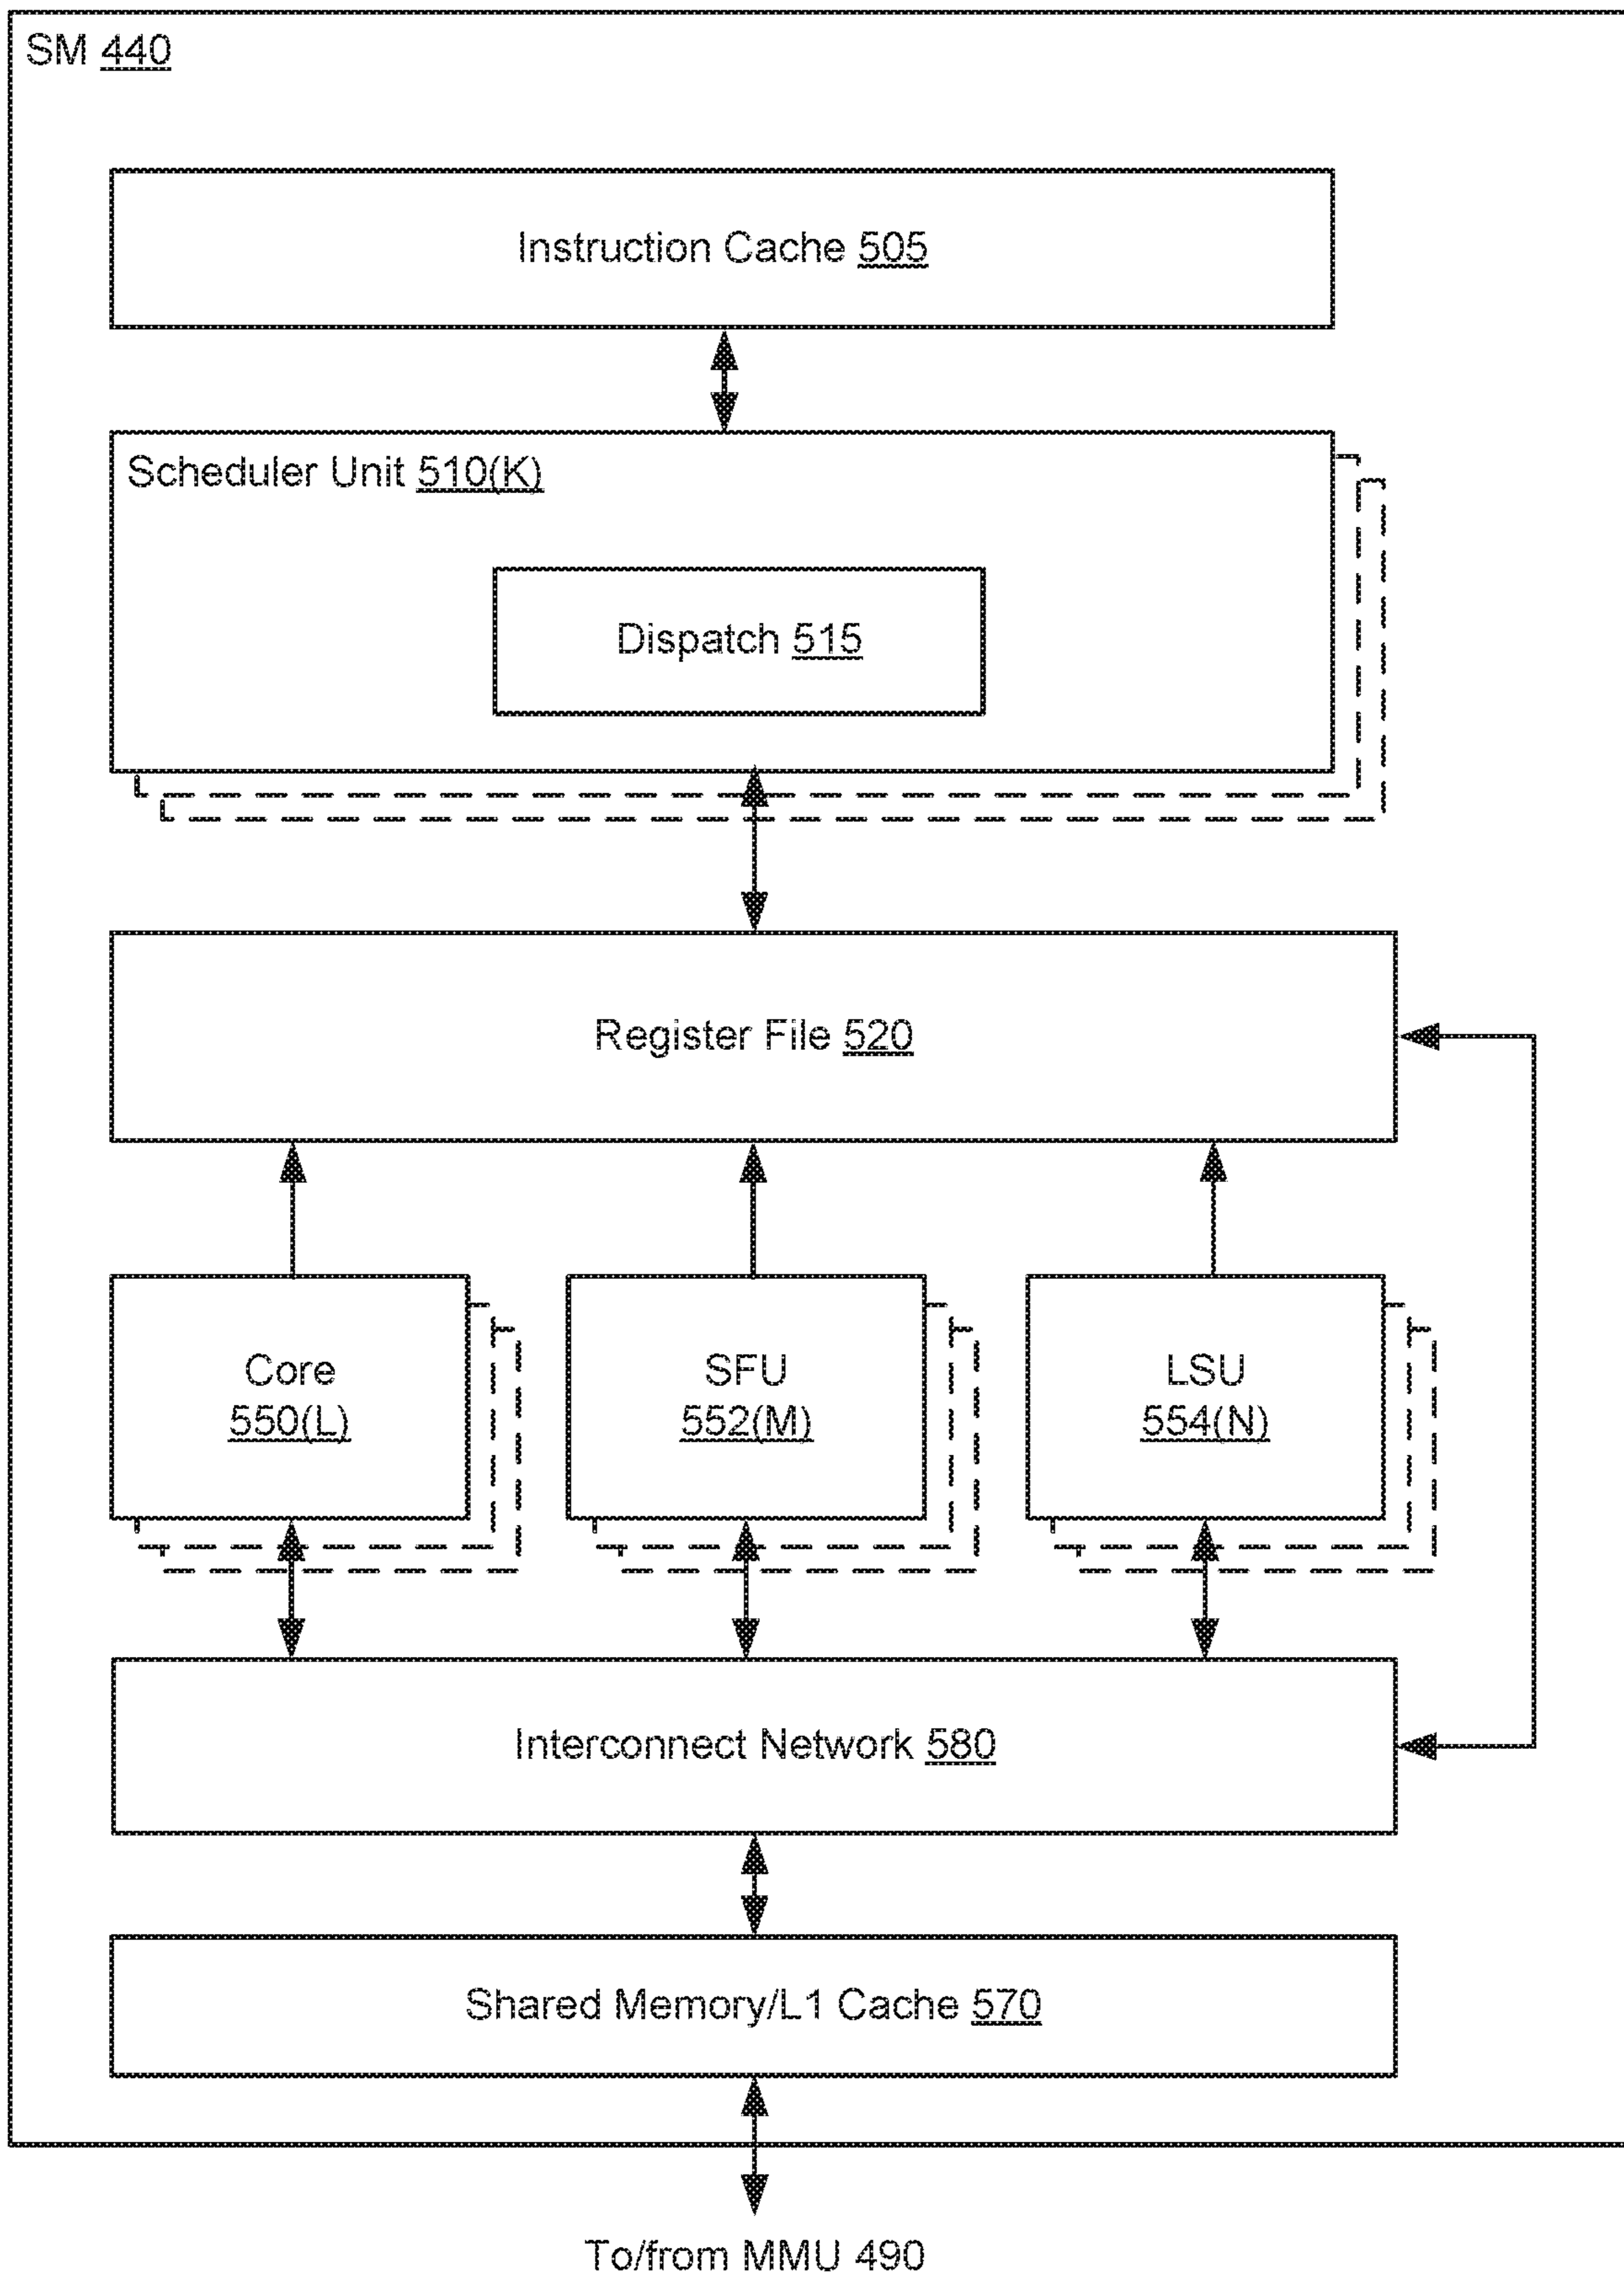 SM 440
Instruction Cache 505
Scheduler Unit 510(K)
Dispatch 515
Register File 520
Core
550(L)
SFU
552(M)
LSU
554(N)
Interconnect Network 580
Shared Memory/L1 Cache 570
To/from MMU 490